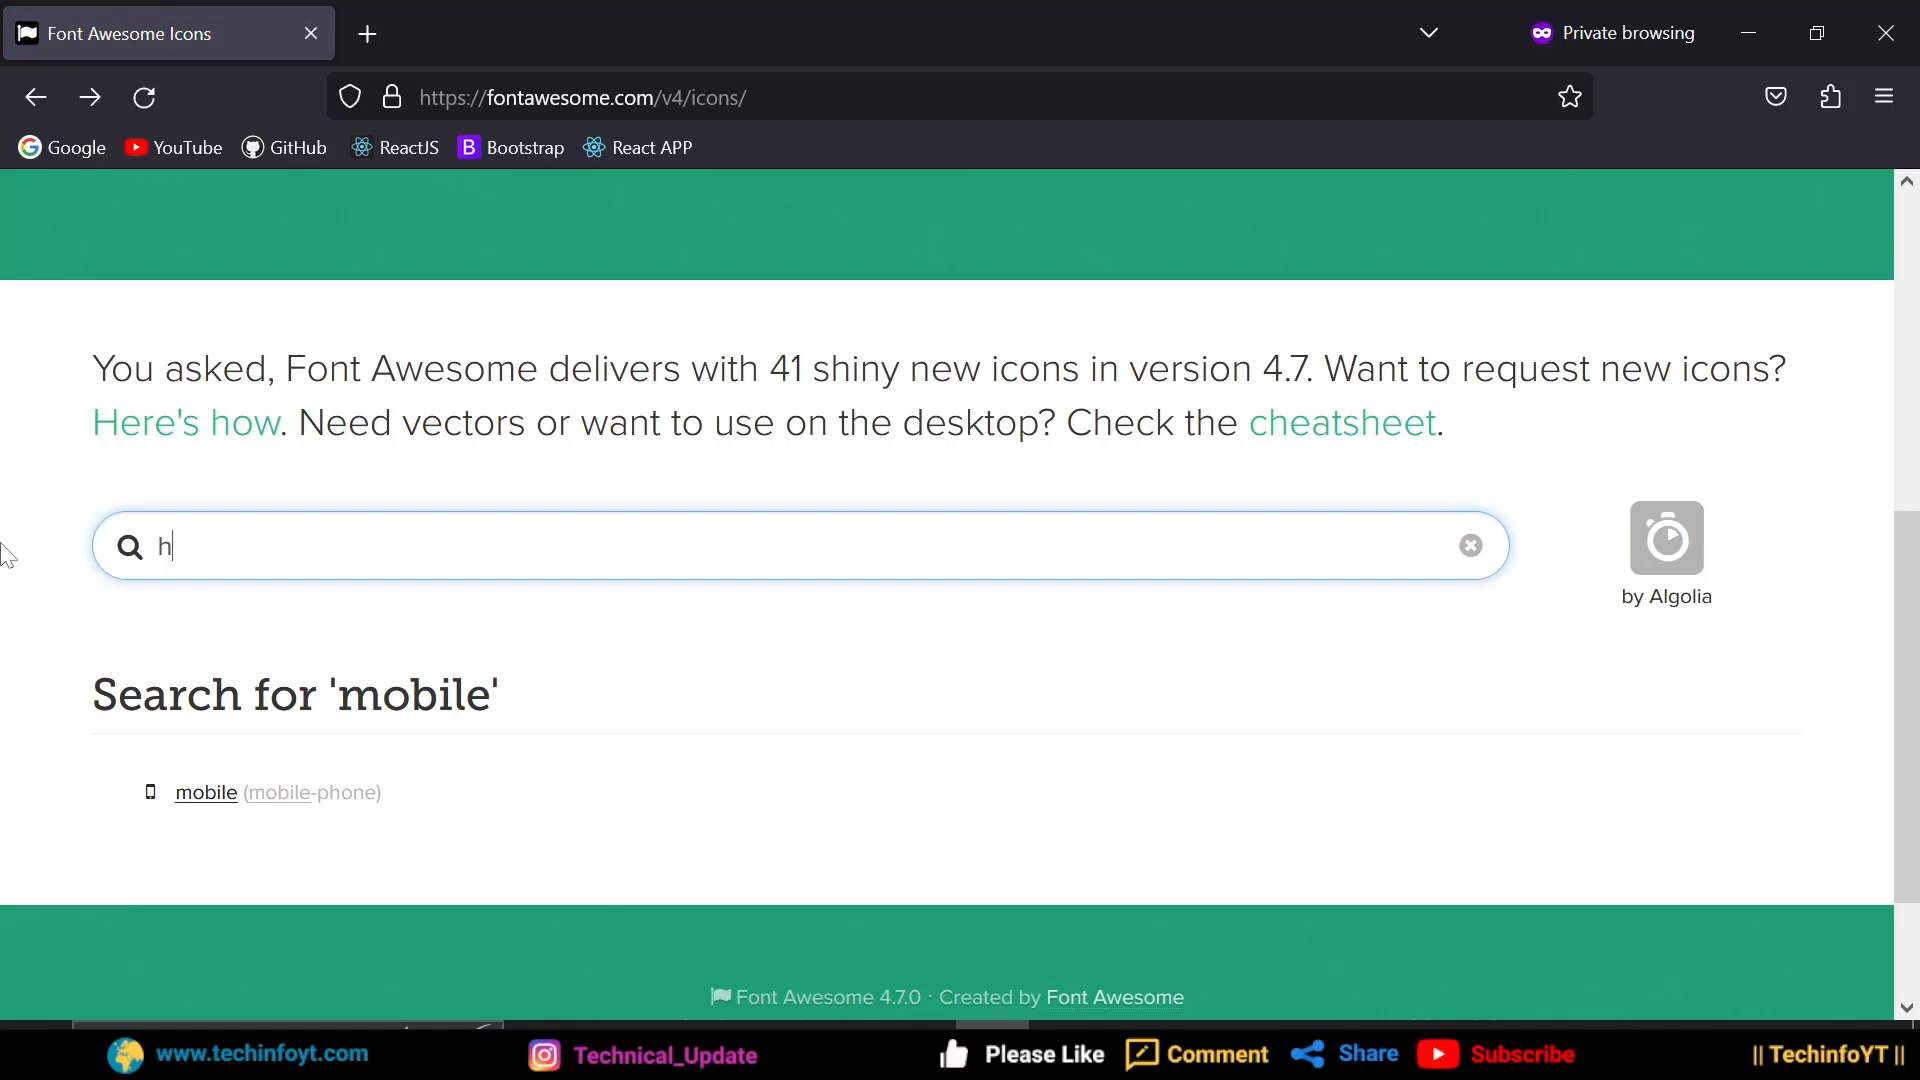 Font Awesome Icons
Private browsing
https://fontawesome.com/v4/icons/
Google YouTube GitHub ReactJS Bootstrap React APP
You asked, Font Awesome delivers with 41 shiny new icons in version 4.7. Want to request new icons?
Here's how. Need vectors or want to use on the desktop? Check the cheatsheet.
h
by Algolia
Search for 'mobile'
mobile (mobile-phone)
Font Awesome 4.7.0 · Created by Font Awesome
www.techinfoyt.com Technical_Update Please Like Comment Share Subscribe || TechinfoYT ||